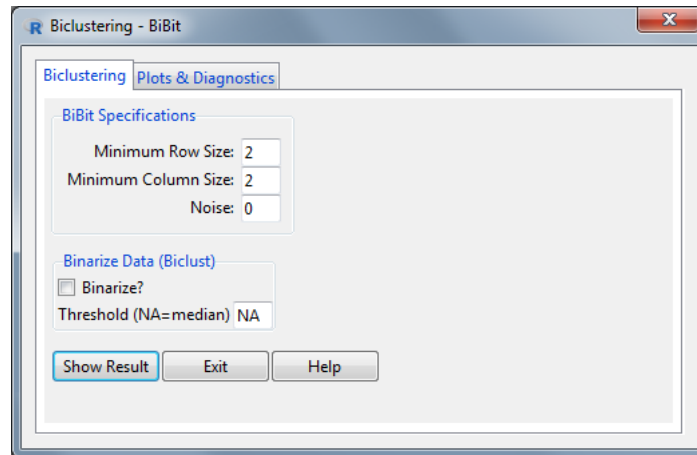 Biclustering - BiBit
Biclustering Plots & Diagnostics
BiBit Specifications
Minimum Row Size: 2
Minimum Column Size: 2
Noise: 0
Binarize Data (Biclust)
Binarize?
Threshold (NA=median) NA
Show Result Exit Help